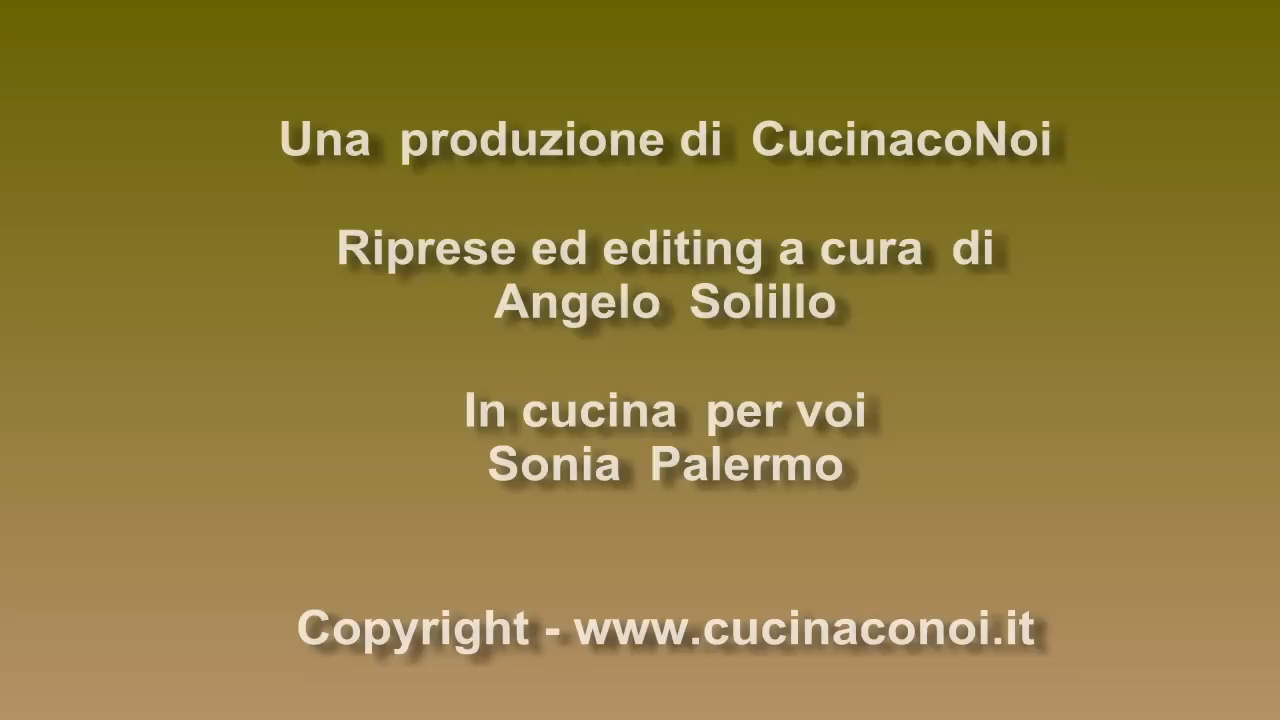 Una produzione di CucinacoNoi
Riprese ed editing a cura di
Angelo Solillo
In cucina per voi
Sonia Palermo
Copyright - www.cucinaconoi.it